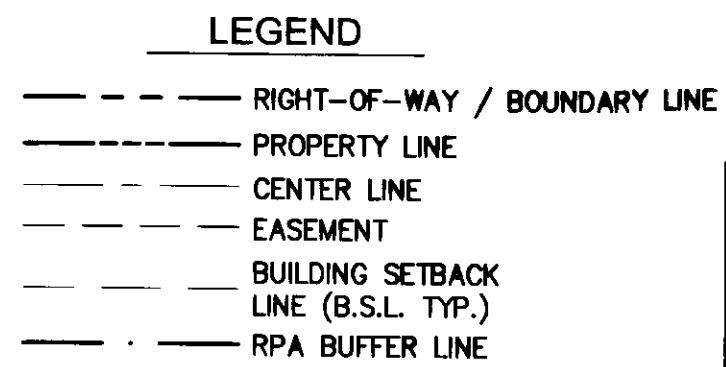 LEGEND
RIGHT-OF-WAY / BOUNDARY LINE
PROPERTY LINE
CENTER LINE
EASEMENT
BUILDING SETBACK
LINE (B.S.L. TYP.)
RPA BUFFER LINE